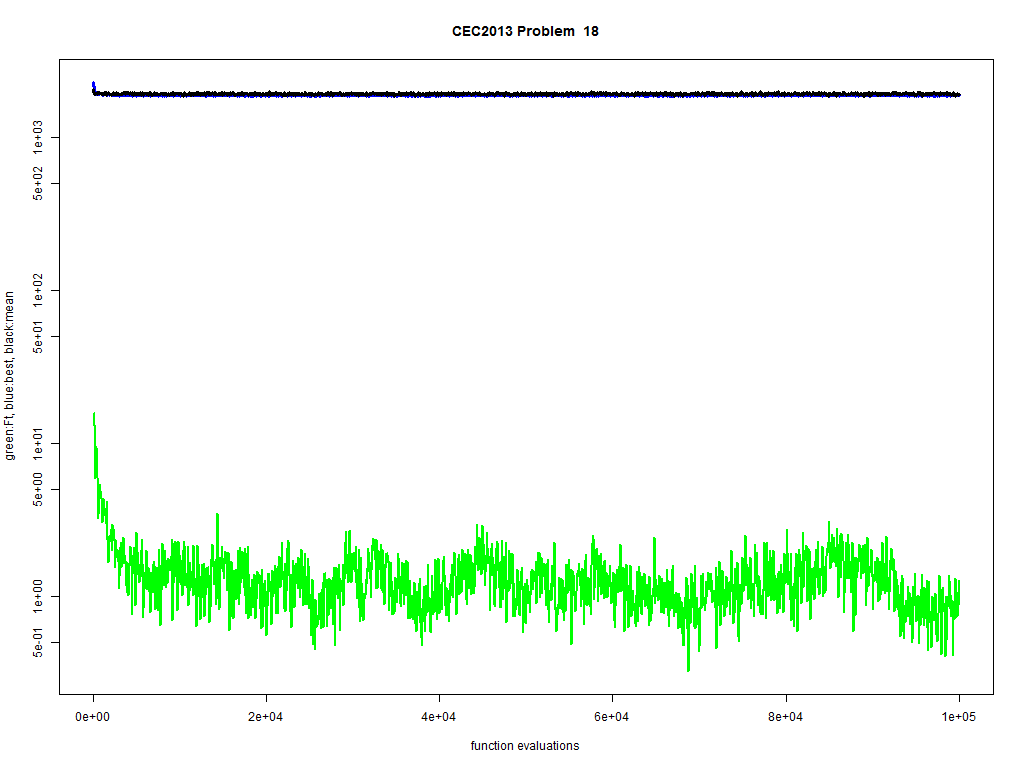 CEC2013 Problem  18
green:Ft, blue:best, black:mean
1e+03
5e+02
1e+02
5e+01
1e+01
5e+00
1e+00
5e-01
0e+00
2e+04
4e+04
6e+04
8e+04
1e+05
function evaluations